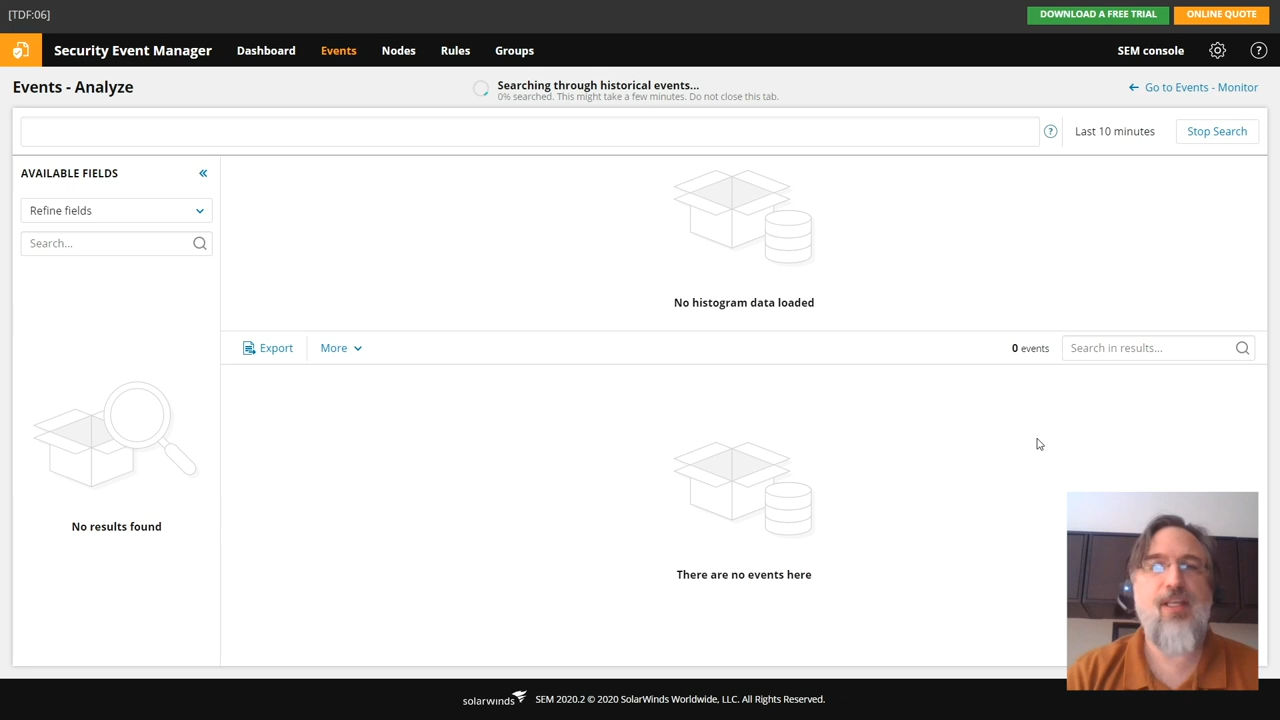 [TDF:06]
DOWNLOAD A FREE TRIAL
ONLINE QUOTE
Security Event Manager
Dashboard
Events
Nodes
Rules
Groups
SEM console
?
Events - Analyze
Searching through historical events...
0% searched. This might take a few minutes. Do not close this tab.
Go to Events - Monitor
?
Last 10 minutes
Stop Search
AVAILABLE FIELDS
Refine fields
Search...
No histogram data loaded
Export
More
0 events
Search in results...
No results found
There are no events here
solarwinds
SEM 2020.2 © 2020 SolarWinds Worldwide, LLC. All Rights Reserved.